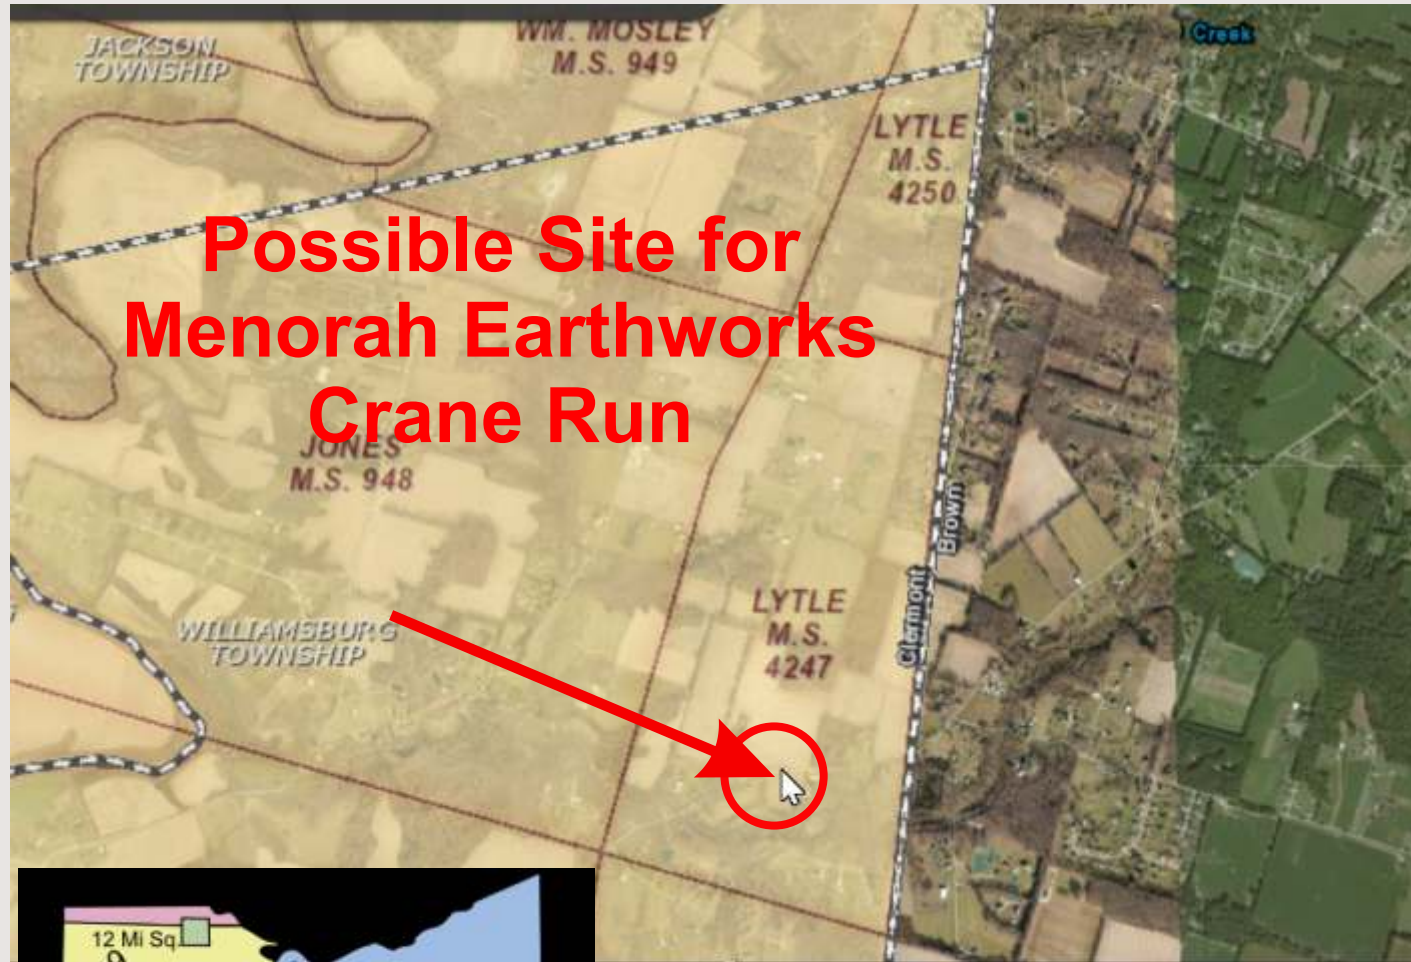 WM. MOSLEY
M.S. 949
JACKSON
TOWNSHIP
Creek
LYTLE
M.S.
4250
Possible Site for
Menorah Earthworks
Crane Run
JONES
M.S. 948
Brown
Clermont
LYTLE
M.S.
4247
WILLIAMSBURG
TOWNSHIP
12 Mi Sq.